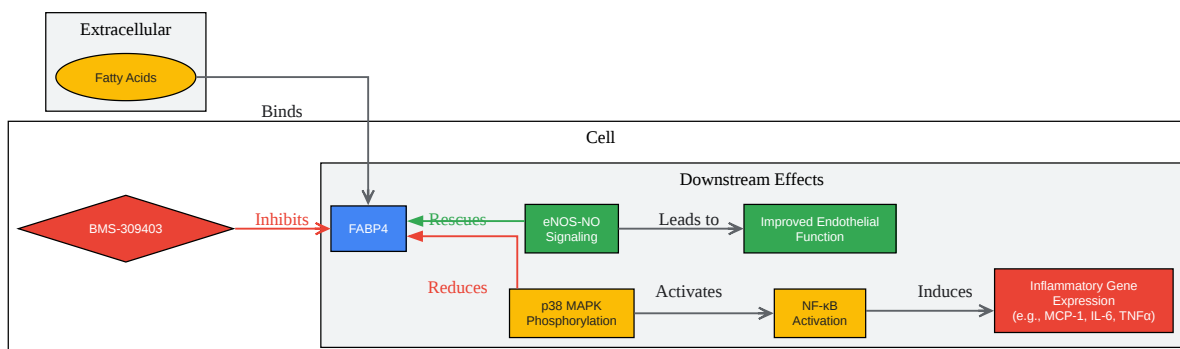 Extracellular
Fatty Acids
Binds
Cell
Downstream Effects
BMS-309403
Inhibits
FABP4
Rescues
eNOS-NO
Signaling
Leads to
Improved Endothelial
Function
Reduces
p38 MAPK
Phosphorylation
Activates
NF-κB
Activation
Induces
Inflammatory Gene
Expression
(e.g., MCP-1, IL-6, TNFα)